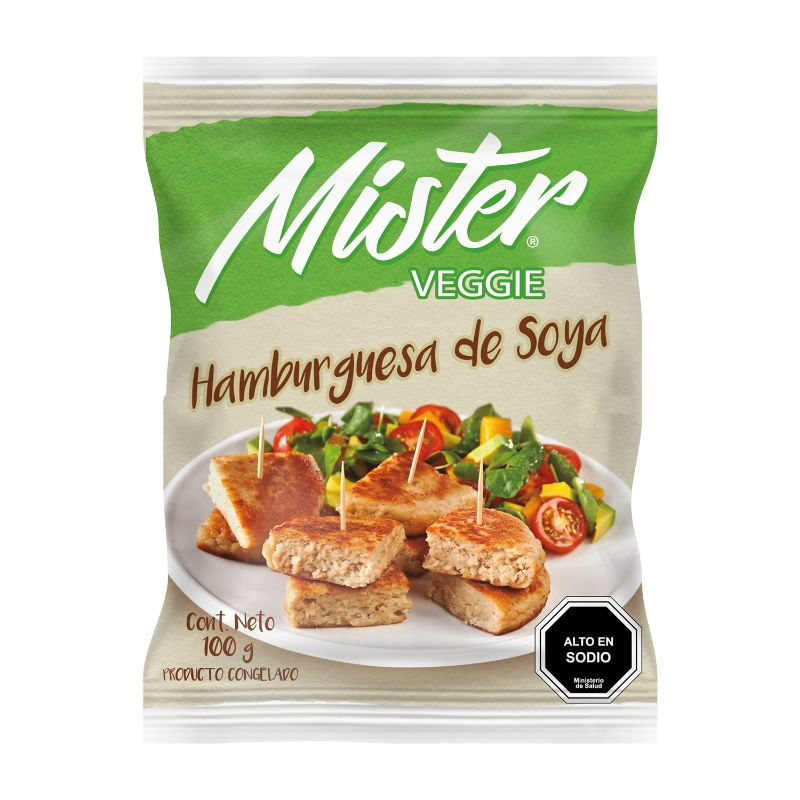 Mister®
VEGGIE
Hamburguesa de Soya
Cont. Neto
100 g
PRODUCTO CONGELADO
ALTO EN
SODIO
Ministerio
de Salud